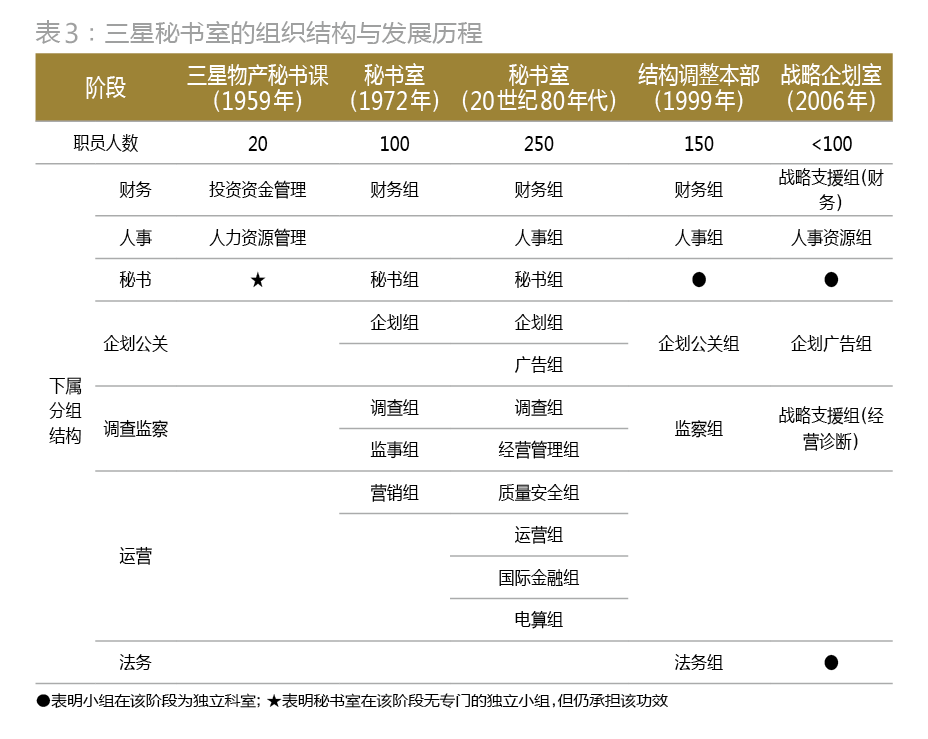 表3：三星秘书室的组织结构与发展历程
阶段 三星物产秘书课 (1959年) 秘书室 (1972年) 秘书室 (20世纪80年代) 结构调整本部 (1999年) 战略企划室 (2006年)
职员人数 20 100 250 150 <100
财务 投资资金管理 财务组 财务组 财务组 战略支援组(财务)
人事 人力资源管理 人事组 人事组 人事资源组
秘书 ★ 秘书组 秘书组 ● ●
企划公关 企划组 企划组 企划公关组 企划广告组
广告组
下属分组结构
调查监察 调查组 调查组 监察组 战略支援组(经营诊断)
监事组 经营管理组
运营 营销组 质量安全组
运营组
国际金融组
电算组
法务 法务组 ●
●表明小组在该阶段为独立科室；★表明秘书室在该阶段无专门的独立小组,但仍承担该功效